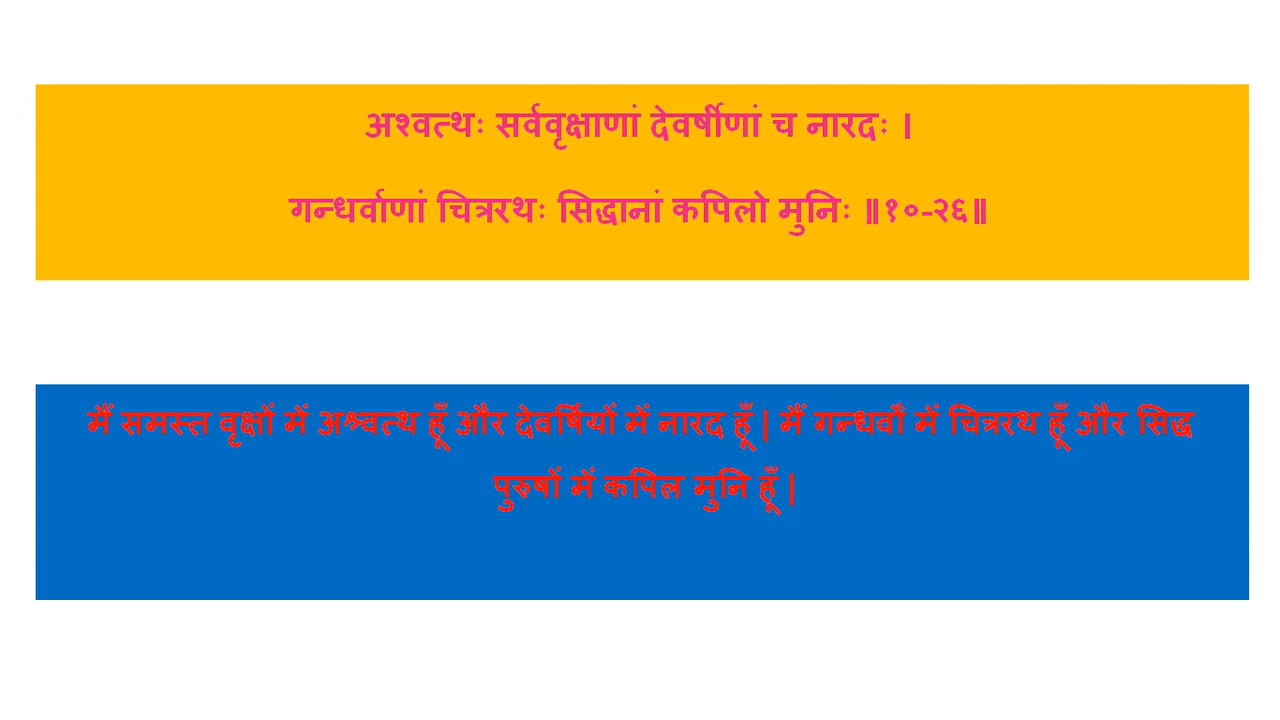 अश्वत्थः सर्ववृक्षाणां देवर्षीणां च नारदः ।
गन्धर्वाणां चित्ररथः सिद्धानां कपिलो मुनिः ॥१०-२६॥
मैं समस्त वृक्षों में अश्र्वत्थ हूँ और देवर्षियों में नारद हूँ | मैं गन्धर्वों में चित्ररथ हूँ और सिद्ध
पुरुषों में कपिल मुनि हूँ |